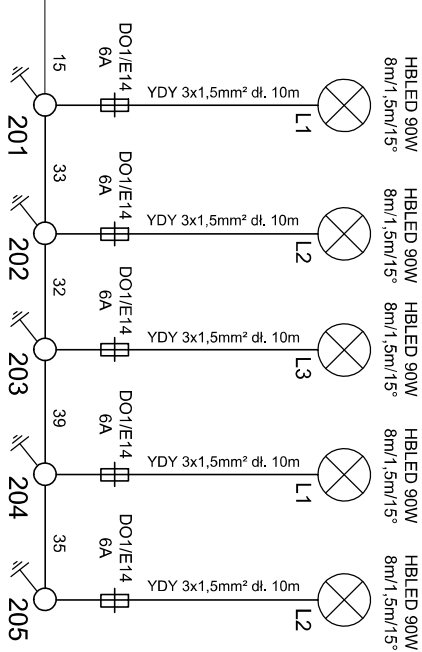 HBLED 90W
8m/1,5m/15°
L1
YDY 3x1,5mm² dł. 10m
DO1/E14
6A
15
201
HBLED 90W
8m/1,5m/15°
L2
YDY 3x1,5mm² dł. 10m
DO1/E14
6A
33
202
HBLED 90W
8m/1,5m/15°
L3
YDY 3x1,5mm² dł. 10m
DO1/E14
6A
32
203
HBLED 90W
8m/1,5m/15°
L1
YDY 3x1,5mm² dł. 10m
DO1/E14
6A
39
204
HBLED 90W
8m/1,5m/15°
L2
YDY 3x1,5mm² dł. 10m
DO1/E14
6A
35
205